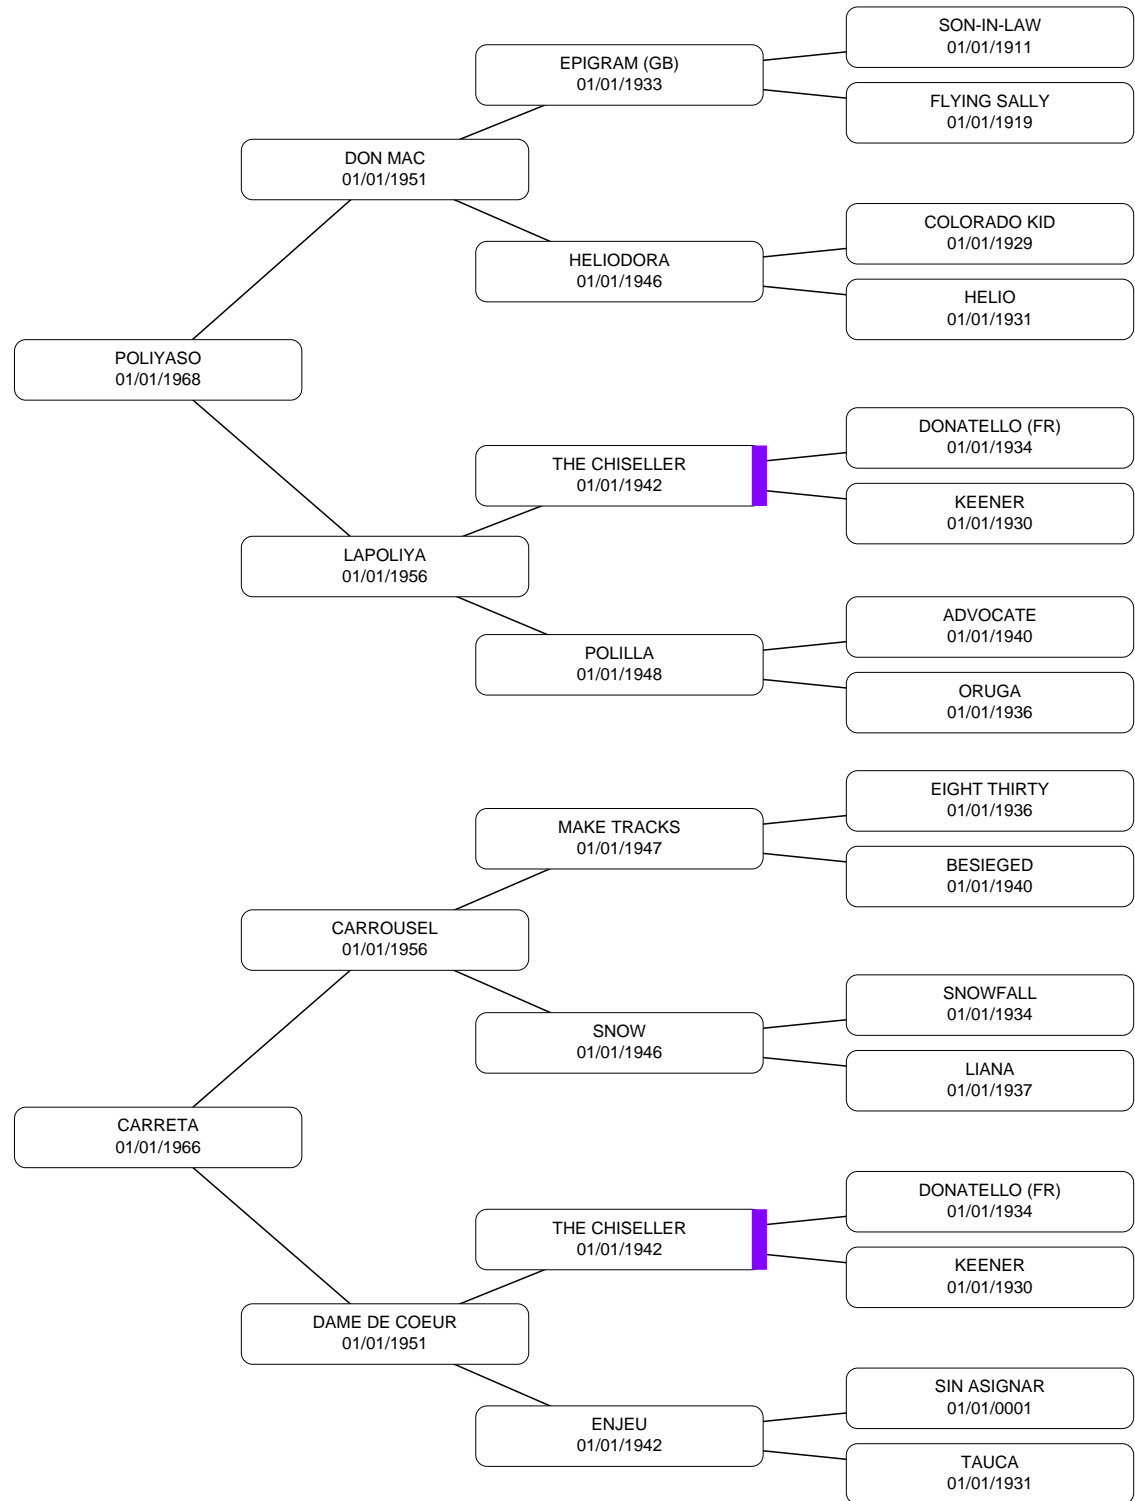 SON-IN-LAW
01/01/1911
EPIGRAM (GB)
01/01/1933
FLYING SALLY
01/01/1919
DON MAC
01/01/1951
COLORADO KID
01/01/1929
HELIODORA
01/01/1946
HELIO
01/01/1931
POLIYASO
01/01/1968
DONATELLO (FR)
01/01/1934
THE CHISELLER
01/01/1942
KEENER
01/01/1930
LAPOLIYA
01/01/1956
ADVOCATE
01/01/1940
POLILLA
01/01/1948
ORUGA
01/01/1936
EIGHT THIRTY
01/01/1936
MAKE TRACKS
01/01/1947
BESIEGED
01/01/1940
CARROUSEL
01/01/1956
SNOWFALL
01/01/1934
SNOW
01/01/1946
LIANA
01/01/1937
CARRETA
01/01/1966
DONATELLO (FR)
01/01/1934
THE CHISELLER
01/01/1942
KEENER
01/01/1930
DAME DE COEUR
01/01/1951
SIN ASIGNAR
01/01/0001
ENJEU
01/01/1942
TAUCA
01/01/1931